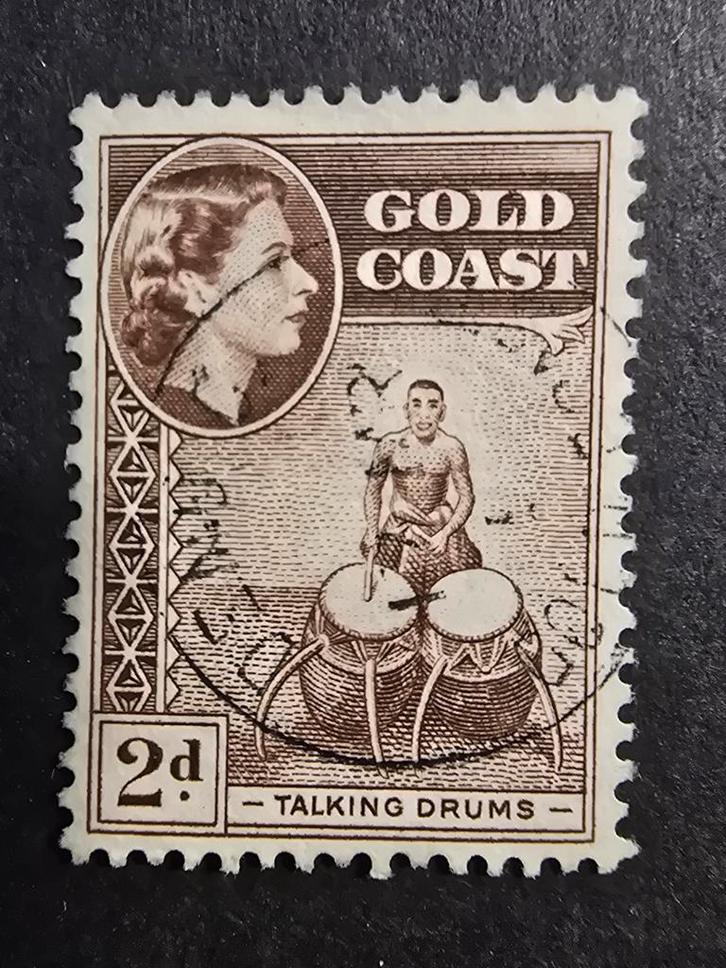 GOLD
COAST
2d.
— TALKING DRUMS —